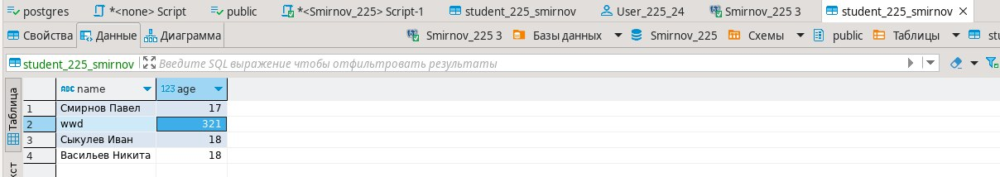 postgres *<none> Script public *<Smirnov_225> Script-1 student_225_smirnov User_225_24 Smirnov_225 3 student_225_smirnov
Свойства Данные Диаграмма Smirnov_225 3 Базы данных Smirnov_225 Схемы public Таблицы stu
student_225_smirnov Введите SQL выражение чтобы отфильтровать результаты
Таблица
ABC name 123 age
1 Смирнов Павел 17
2 wwd 321
3 Сыкулев Иван 18
4 Васильев Никита 18